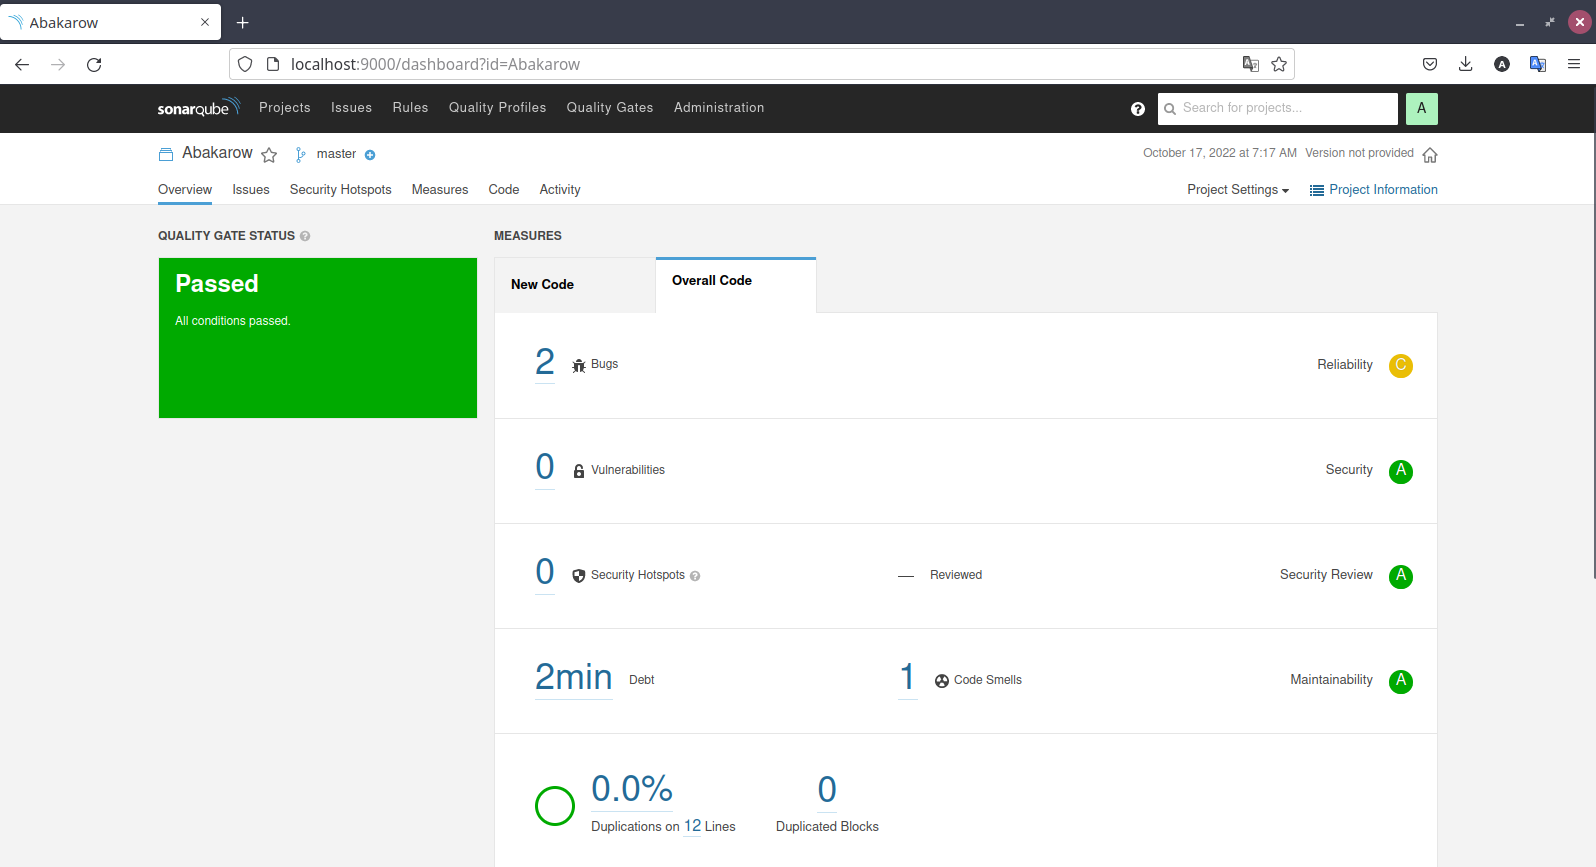 Abakarow
localhost:9000/dashboard?id=Abakarow
sonarqube Projects Issues Rules Quality Profiles Quality Gates Administration Search for projects... A
Abakarow master October 17, 2022 at 7:17 AM Version not provided
Overview Issues Security Hotspots Measures Code Activity Project Settings Project Information
QUALITY GATE STATUS
Passed
All conditions passed.
MEASURES
New Code Overall Code
2 Bugs Reliability C
0 Vulnerabilities Security A
0 Security Hotspots — Reviewed Security Review A
2min Debt 1 Code Smells Maintainability A
0.0% 0
Duplications on 12 Lines Duplicated Blocks